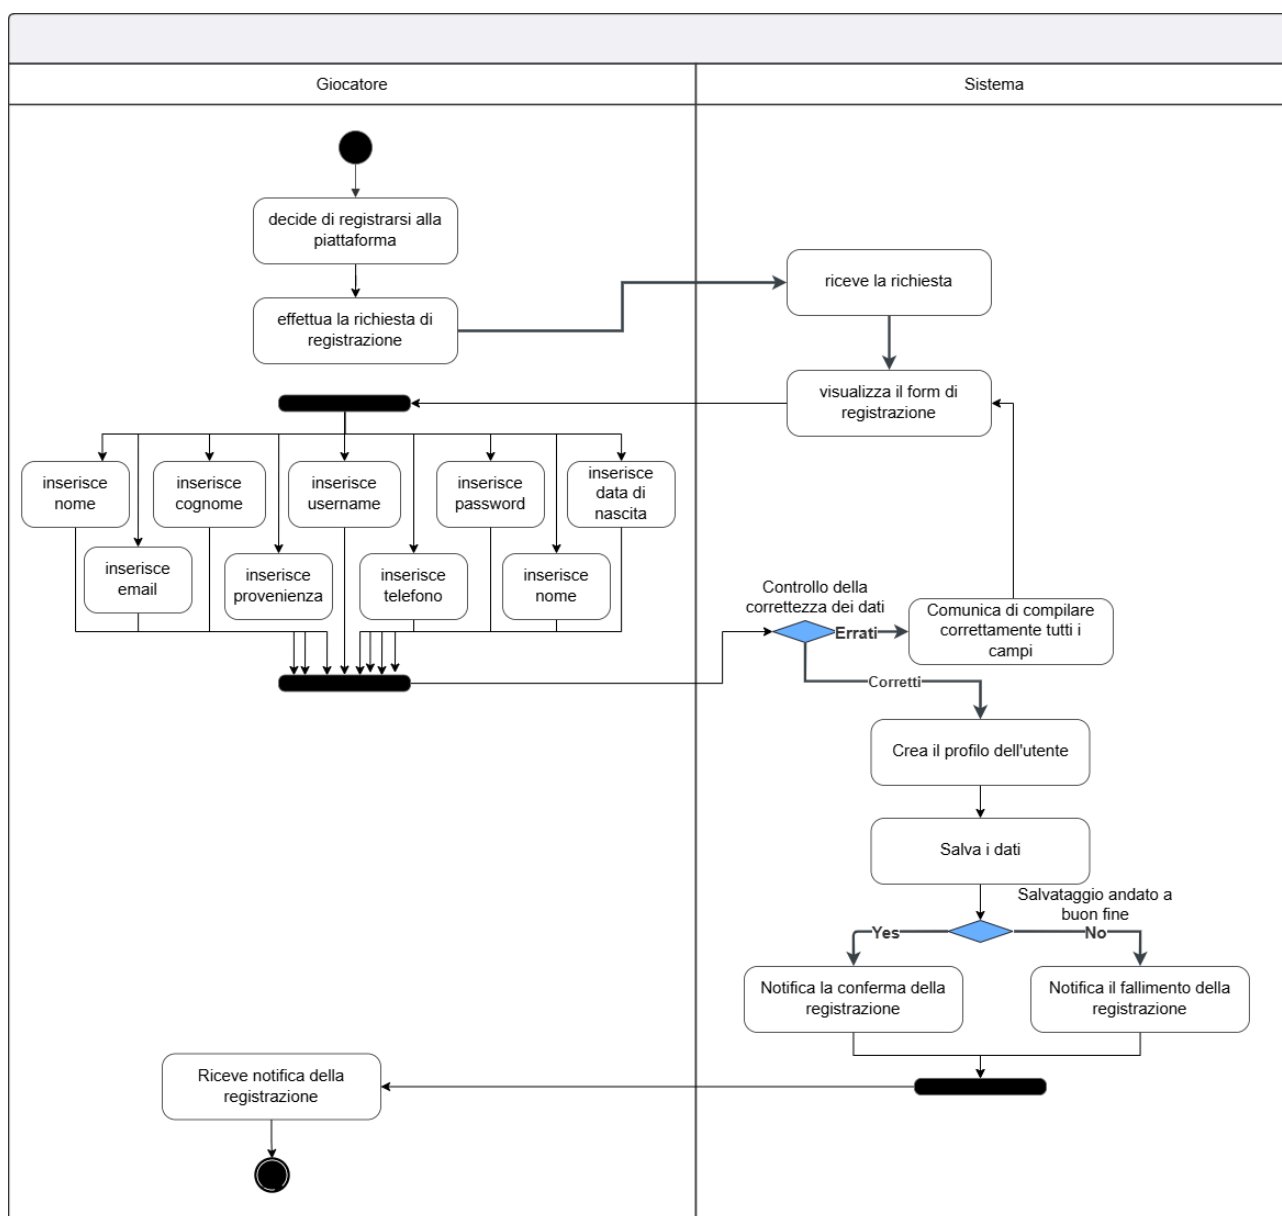 Giocatore
Sistema
decide di registrarsi alla
piattaforma
effettua la richiesta di
registrazione
riceve la richiesta
visualizza il form di
registrazione
inserisce
nome
inserisce
cognome
inserisce
username
inserisce
password
inserisce
data di
nascita
inserisce
email
inserisce
provenienza
inserisce
telefono
inserisce
nome
Controllo della
correttezza dei dati
Errati
Comunica di compilare
correttamente tutti i
campi
Corretti
Crea il profilo dell'utente
Salva i dati
Salvataggio andato a
buon fine
Yes
No
Notifica la conferma della
registrazione
Notifica il fallimento della
registrazione
Riceve notifica della
registrazione